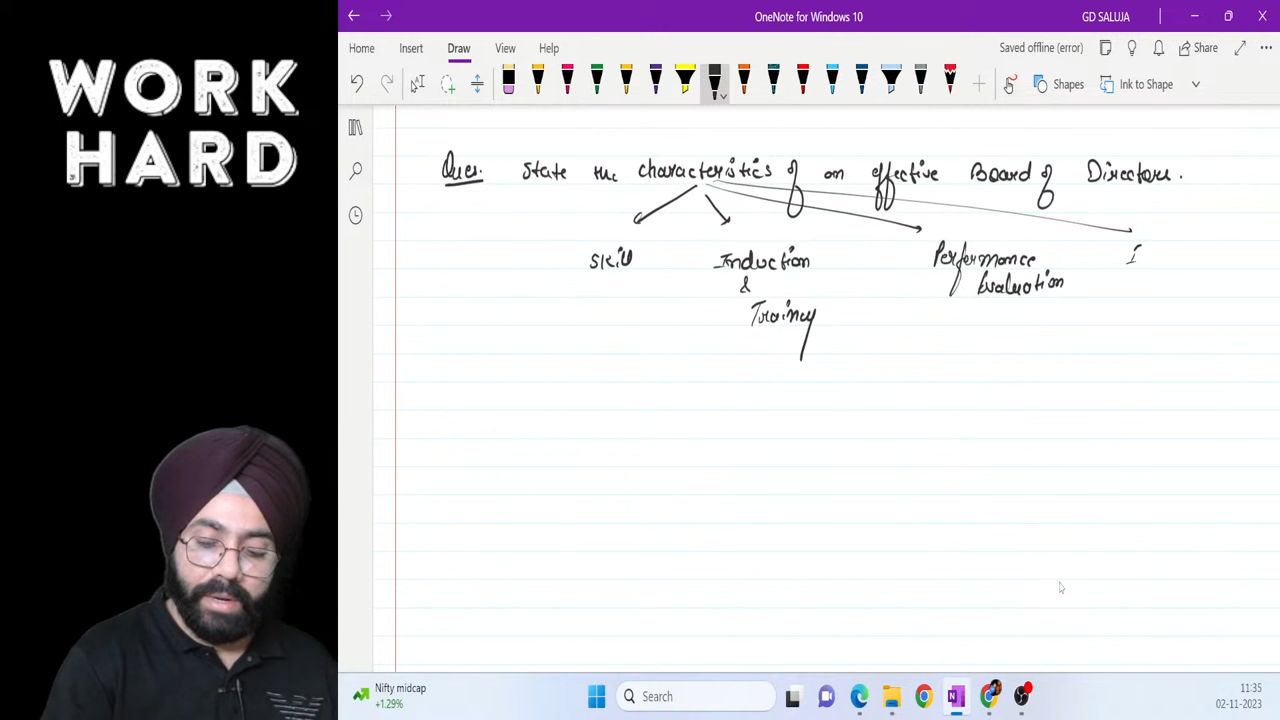 WORK
HARD
OneNote for Windows 10
GD SALUJA
Home Insert Draw View Help
Saved offline (error)
Share
Shapes
Ink to Shape
Ques. State the characteristics of an effective Board of Directors.
Skill
Induction
&
Training
Performance
Evaluation
I
Nifty midcap
+1.29%
Search
11:35
02-11-2023